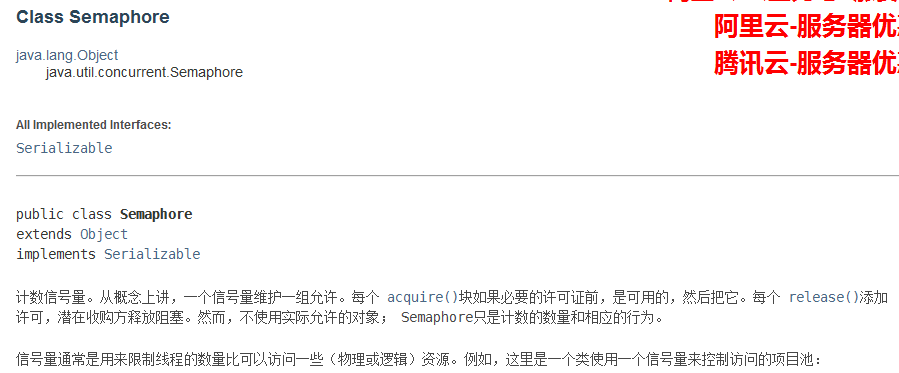 Class Semaphore
阿里云-服务器优
java.lang.Object
java.util.concurrent.Semaphore
腾讯云-服务器优
All Implemented Interfaces:
Serializable
public class Semaphore
extends Object
implements Serializable
计数信号量。从概念上讲，一个信号量维护一组允许。每个 acquire()块如果必要的许可证前，是可用的，然后把它。每个 release()添加
许可，潜在收购方释放阻塞。然而，不使用实际允许的对象； Semaphore只是计数的数量和相应的行为。
信号量通常是用来限制线程的数量比可以访问一些（物理或逻辑）资源。例如，这里是一个类使用一个信号量来控制访问的项目池：